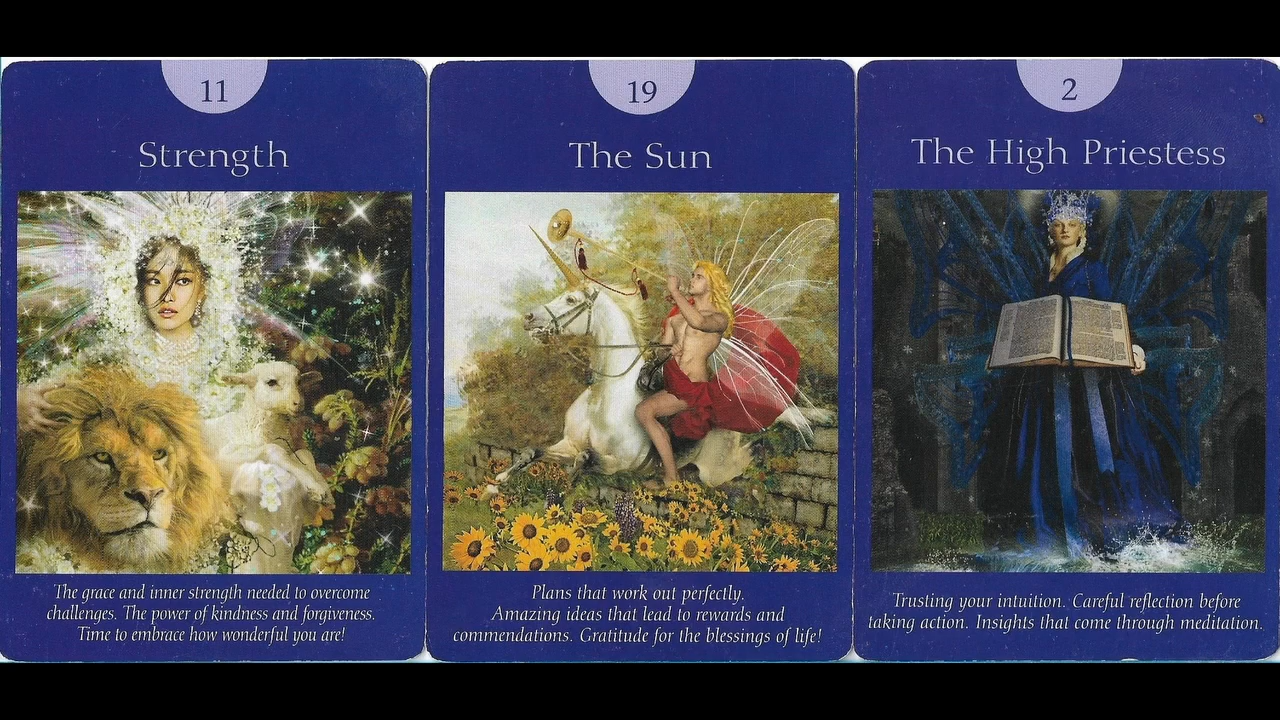 11
Strength
The grace and inner strength needed to overcome
challenges. The power of kindness and forgiveness.
Time to embrace how wonderful you are!
19
The Sun
Plans that work out perfectly.
Amazing ideas that lead to rewards and
commendations. Gratitude for the blessings of life!
2
The High Priestess
Trusting your intuition. Careful reflection before
taking action. Insights that come through meditation.